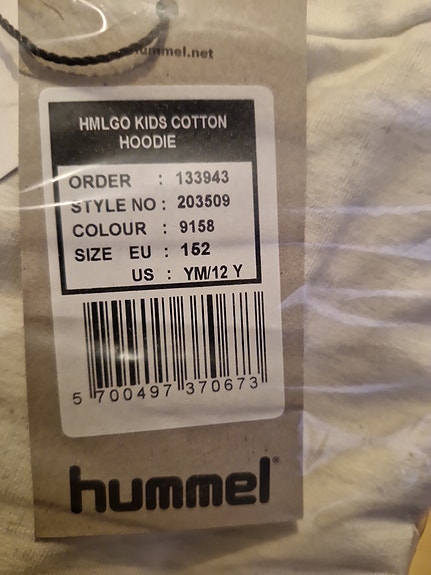 hummel.net
HMLGO KIDS COTTON
HOODIE
ORDER : 133943
STYLE NO : 203509
COLOUR : 9158
SIZE EU : 152
US : YM/12 Y
5 700497 370673
hummel®